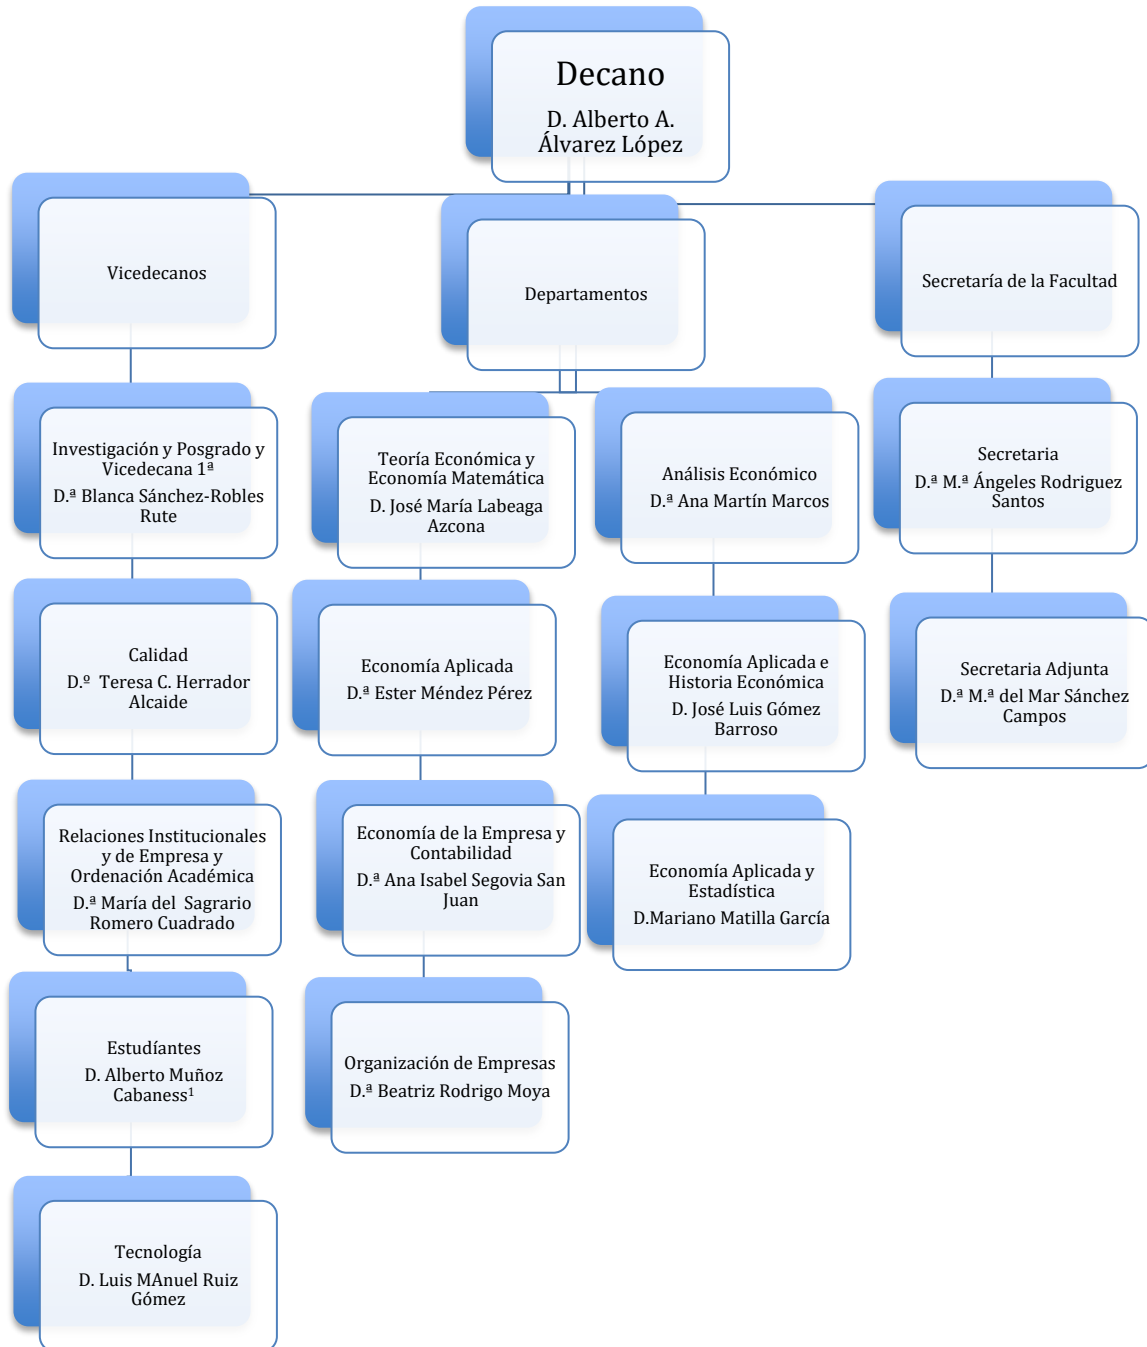 Decano
D. Alberto A.
Álvarez López
Vicedecanos
Departamentos
Secretaría de la Facultad
Investigación y Posgrado y
Vicedecana 1ª
D.ª Blanca Sánchez-Robles
Rute
Calidad
D.º Teresa C. Herrador
Alcaide
Relaciones Institucionales
y de Empresa y
Ordenación Académica
D.ª María del Sagrario
Romero Cuadrado
Estudíantes
D. Alberto Muñoz
Cabaness¹
Tecnología
D. Luis MAnuel Ruiz
Gómez
Teoría Económica y
Economía Matemática
D. José María Labeaga
Azcona
Economía Aplicada
D.ª Ester Méndez Pérez
Economía de la Empresa y
Contabilidad
D.ª Ana Isabel Segovia San
Juan
Organización de Empresas
D.ª Beatriz Rodrigo Moya
Análisis Económico
D.ª Ana Martín Marcos
Economía Aplicada e
Historia Económica
D. José Luis Gómez
Barroso
Economía Aplicada y
Estadística
D.Mariano Matilla García
Secretaria
D.ª M.ª Ángeles Rodriguez
Santos
Secretaria Adjunta
D.ª M.ª del Mar Sánchez
Campos